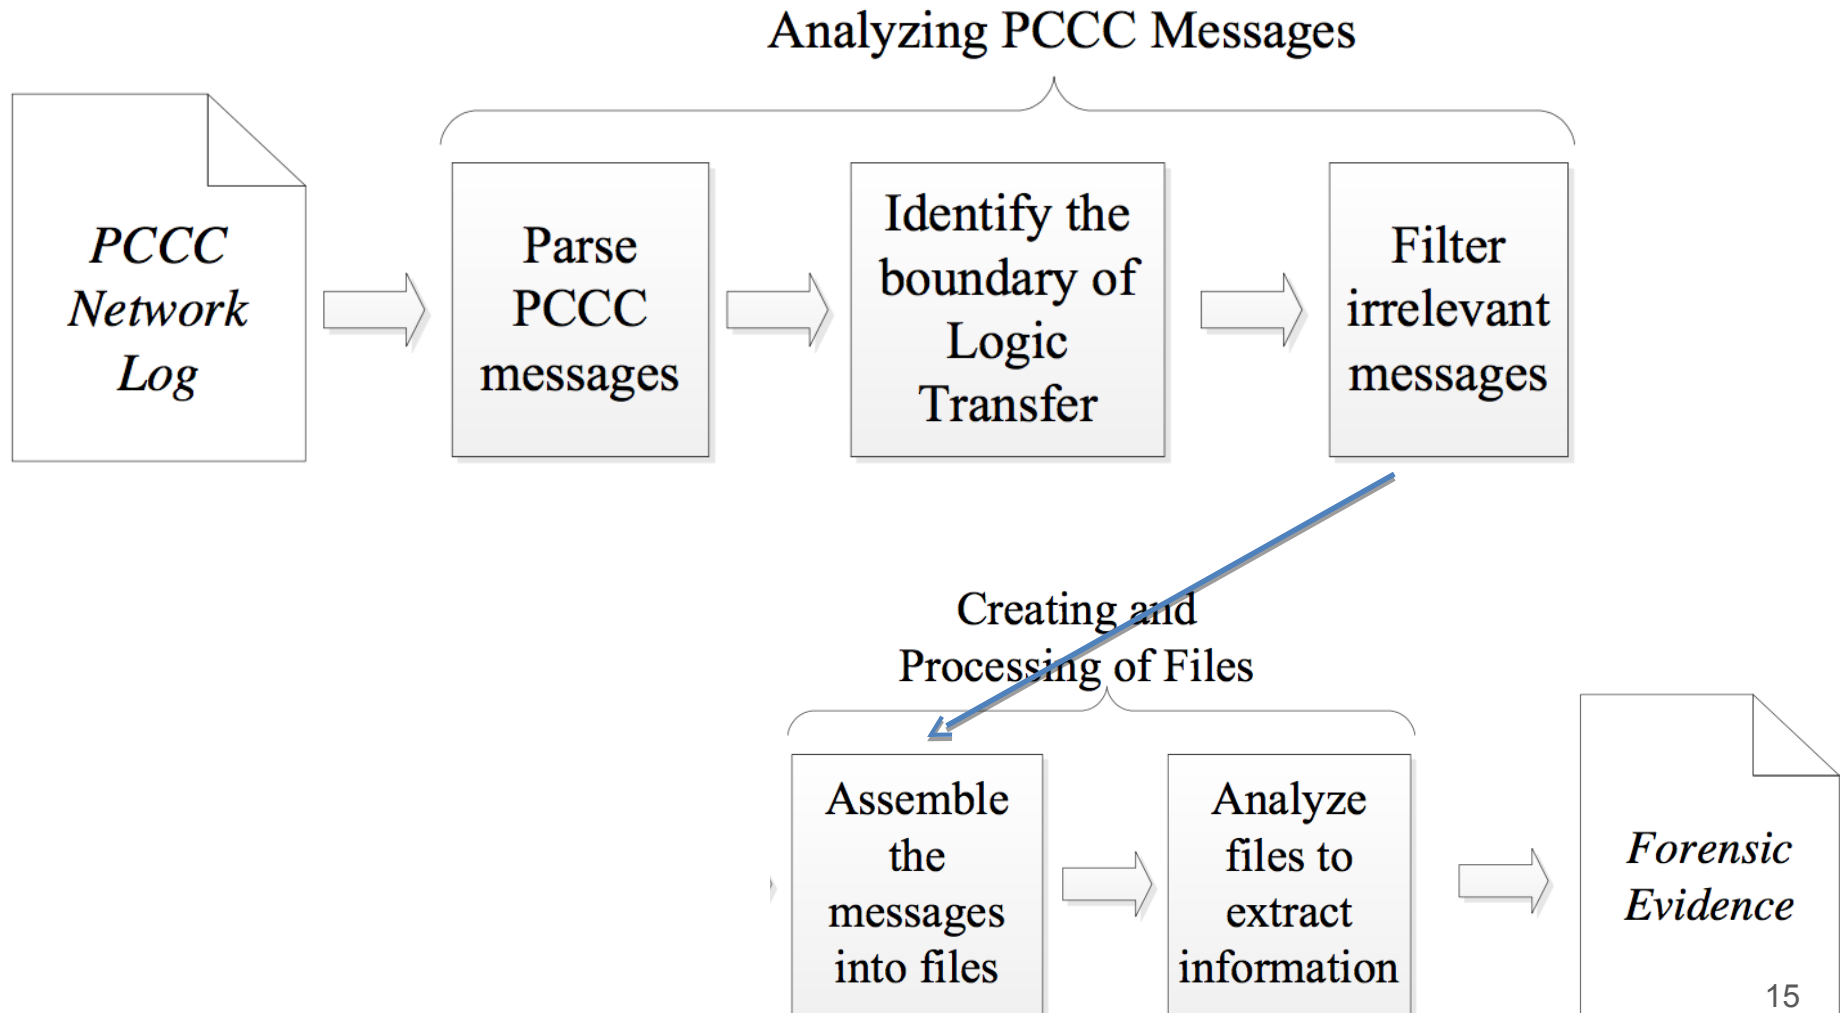 Analyzing PCCC Messages
PCCC
Network
Log
Parse
PCCC
messages
Identify the
boundary of
Logic
Transfer
Filter
irrelevant
messages
Creating and
Processing of Files
Assemble
the
messages
into files
Analyze
files to
extract
information
Forensic
Evidence
15